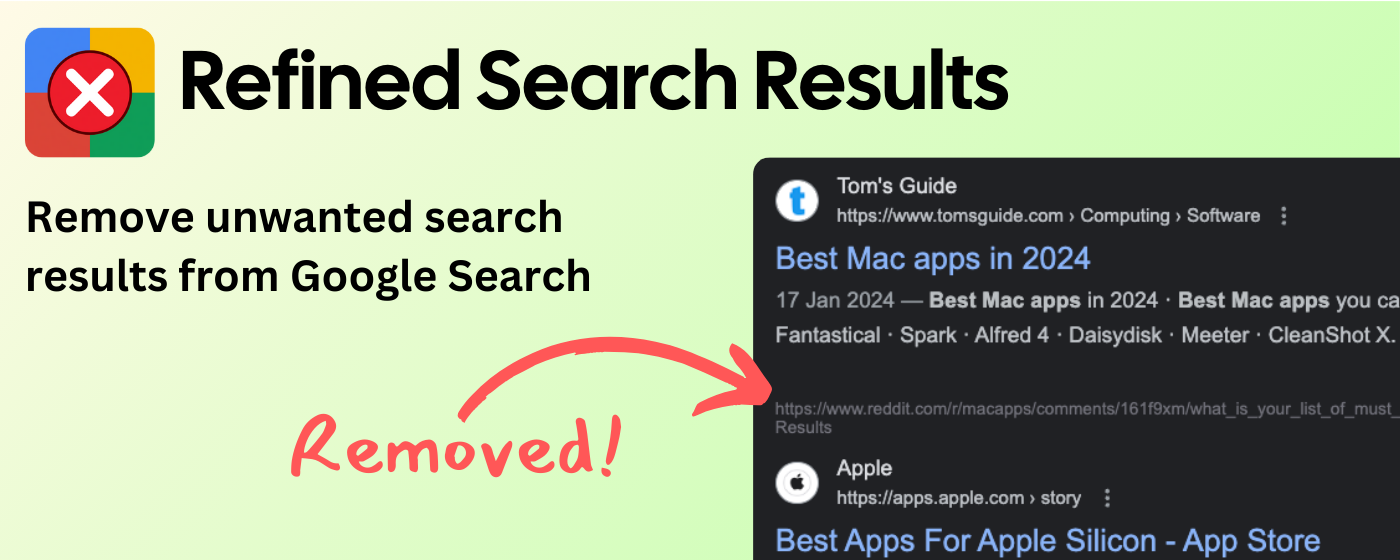 Refined Search Results
Remove unwanted search
results from Google Search
Removed!
Tom's Guide
https://www.tomsguide.com › Computing › Software
Best Mac apps in 2024
17 Jan 2024 — Best Mac apps in 2024 · Best Mac apps you ca
Fantastical · Spark · Alfred 4 · Daisydisk · Meeter · CleanShot X.
https://www.reddit.com/r/macapps/comments/161f9xm/what_is_your_list_of_must_
Results
Apple
https://apps.apple.com › story
Best Apps For Apple Silicon - App Store